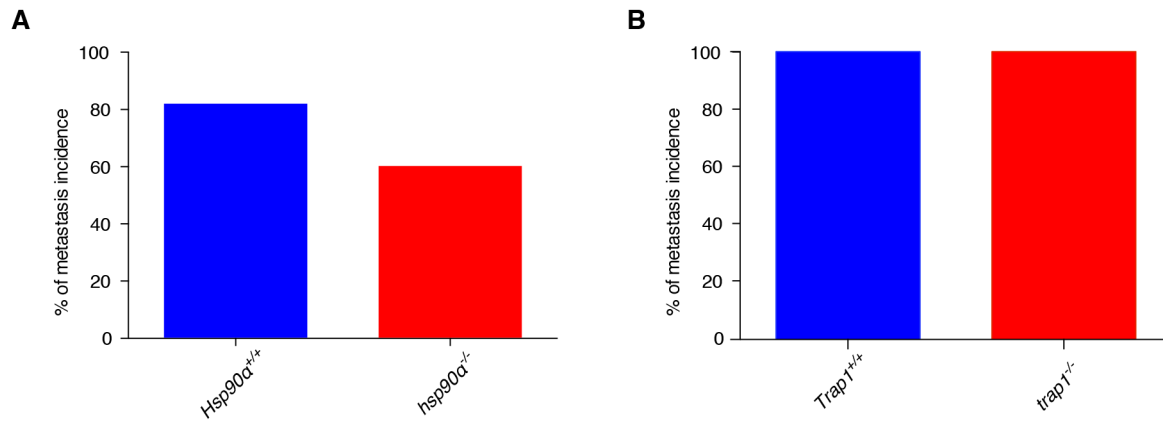 A
% of metastasis incidence
100
80
60
40
20
0
Hsp90α+/+
hsp90α-/-
B
% of metastasis incidence
100
80
60
40
20
0
Trap1+/+
trap1-/-